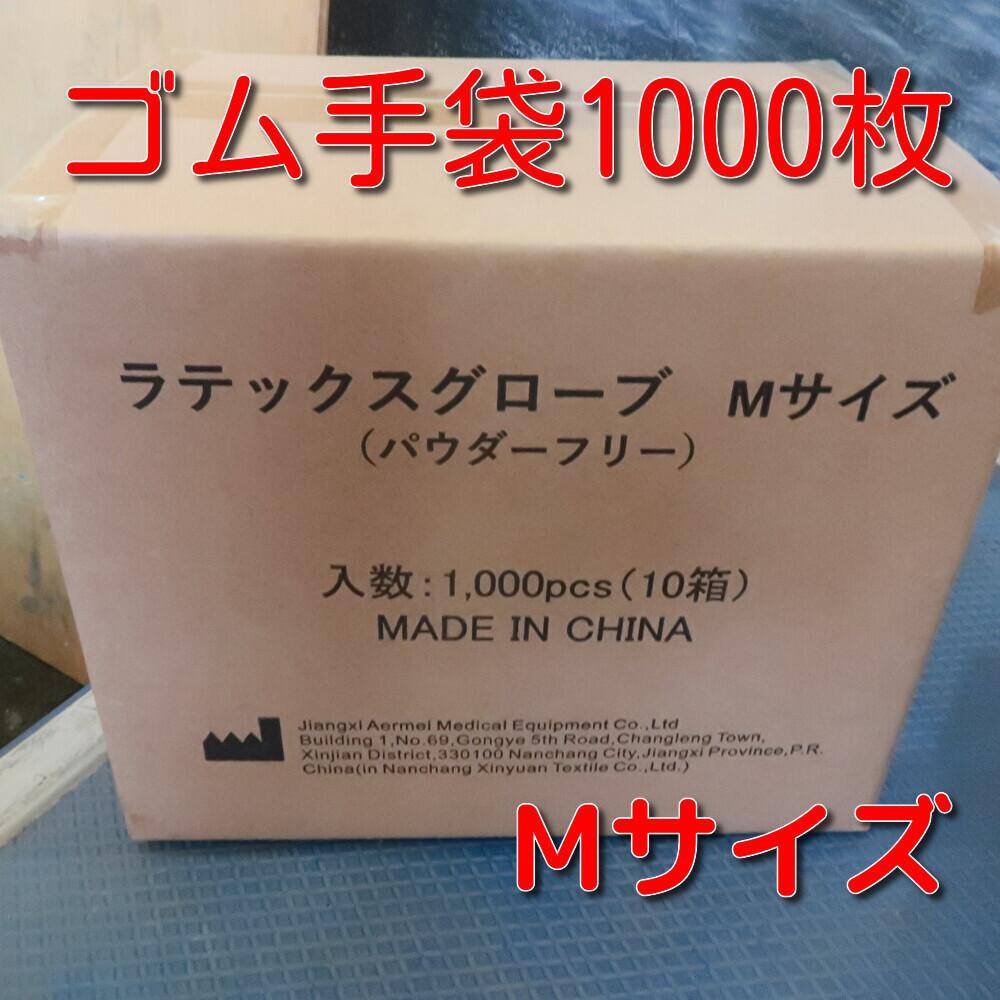 ゴム手袋1000枚
ラテックスグローブ Mサイズ
（パウダーフリー）
入数：1,000pcs（10箱）
MADE IN CHINA
Jiangxi Aermei Medical Equipment Co.,Ltd
Building 1,No.69,Gongye 5th Road,Changleng Town,
Xinjian District,330100 Nanchang City,Jiangxi Province,P.R.
China(in Nanchang Xinyuan Textile Co.,Ltd.)
Mサイズ